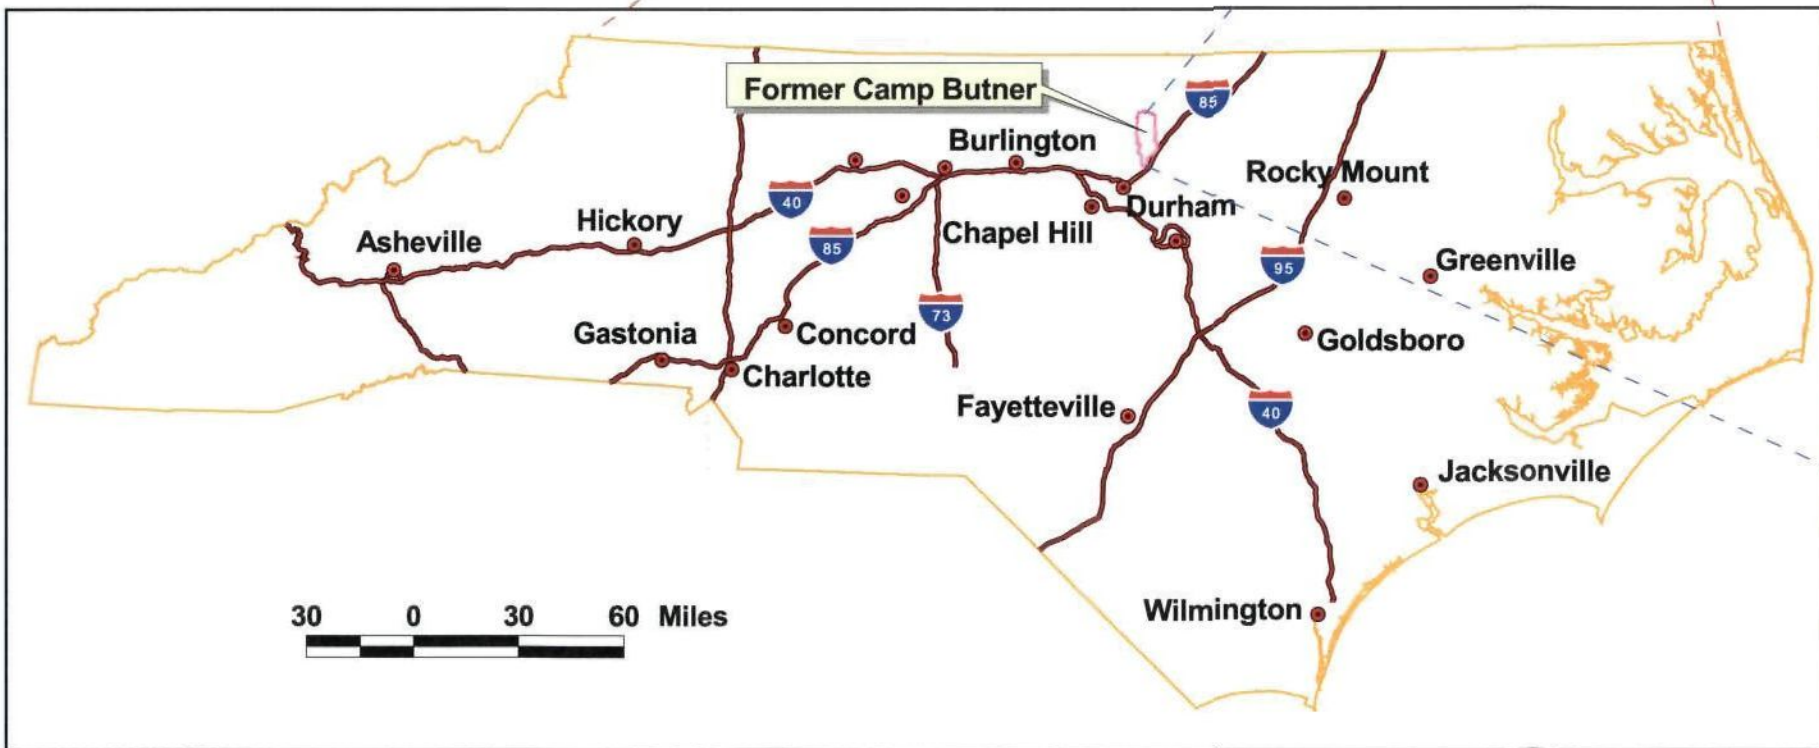 Former Camp Butner
85
Burlington
Rocky Mount
40
Durham
Hickory
Asheville
85
Chapel Hill
95
Greenville
73
Gastonia
Concord
Goldsboro
Charlotte
Fayetteville
40
Jacksonville
30 0 30 60 Miles
Wilmington